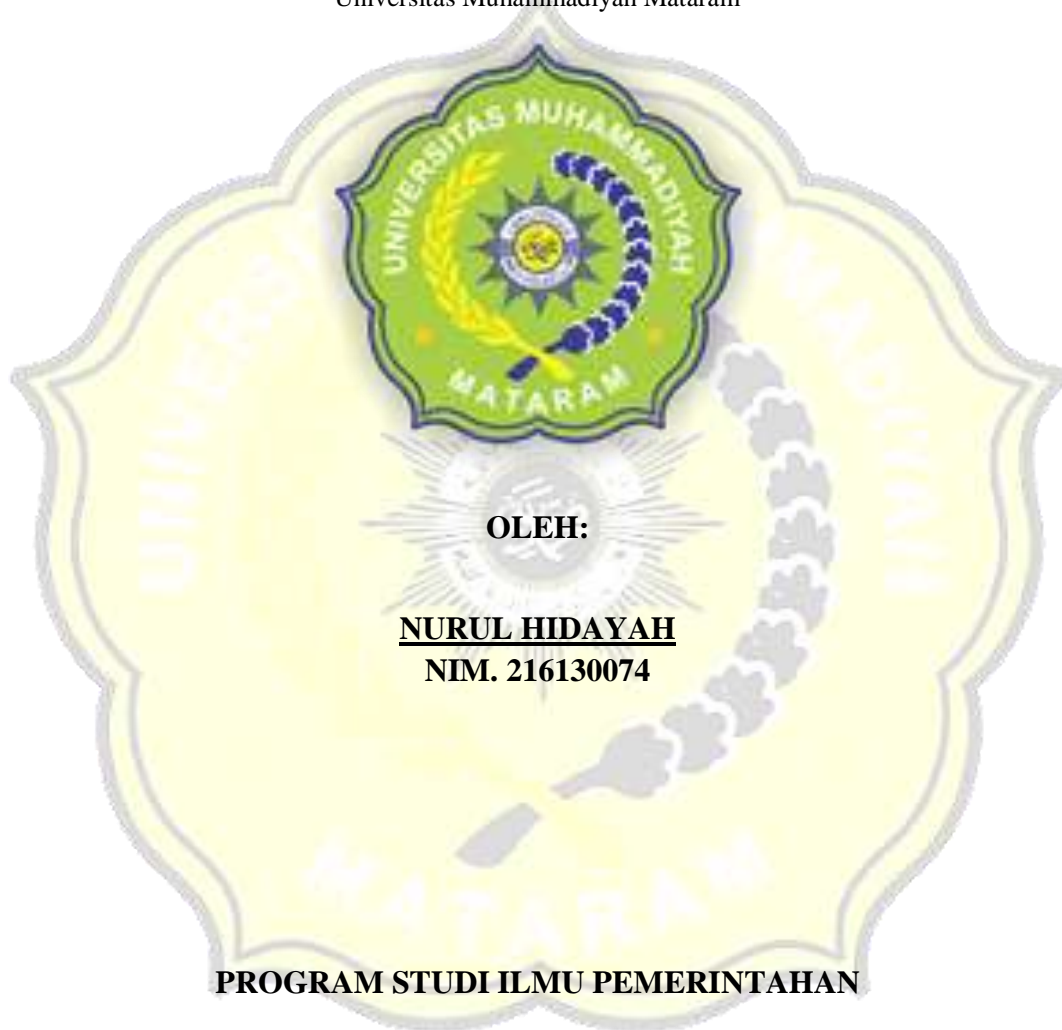 Universitas Muhammadiyah Mataram
UNIVERSITAS MUHAMMADIYAH
MATARAM
OLEH:
NURUL HIDAYAH
NIM. 216130074
PROGRAM STUDI ILMU PEMERINTAHAN